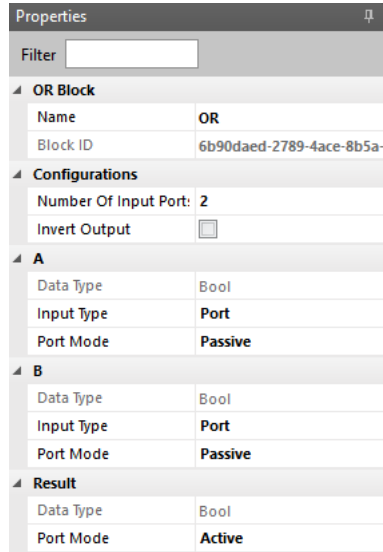 Properties
Filter
OR Block
Name OR
Block ID 6b90daed-2789-4ace-8b5a-
Configurations
Number Of Input Port: 2
Invert Output
A
Data Type Bool
Input Type Port
Port Mode Passive
B
Data Type Bool
Input Type Port
Port Mode Passive
Result
Data Type Bool
Port Mode Active